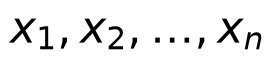 x₁, x₂, ..., xₙ